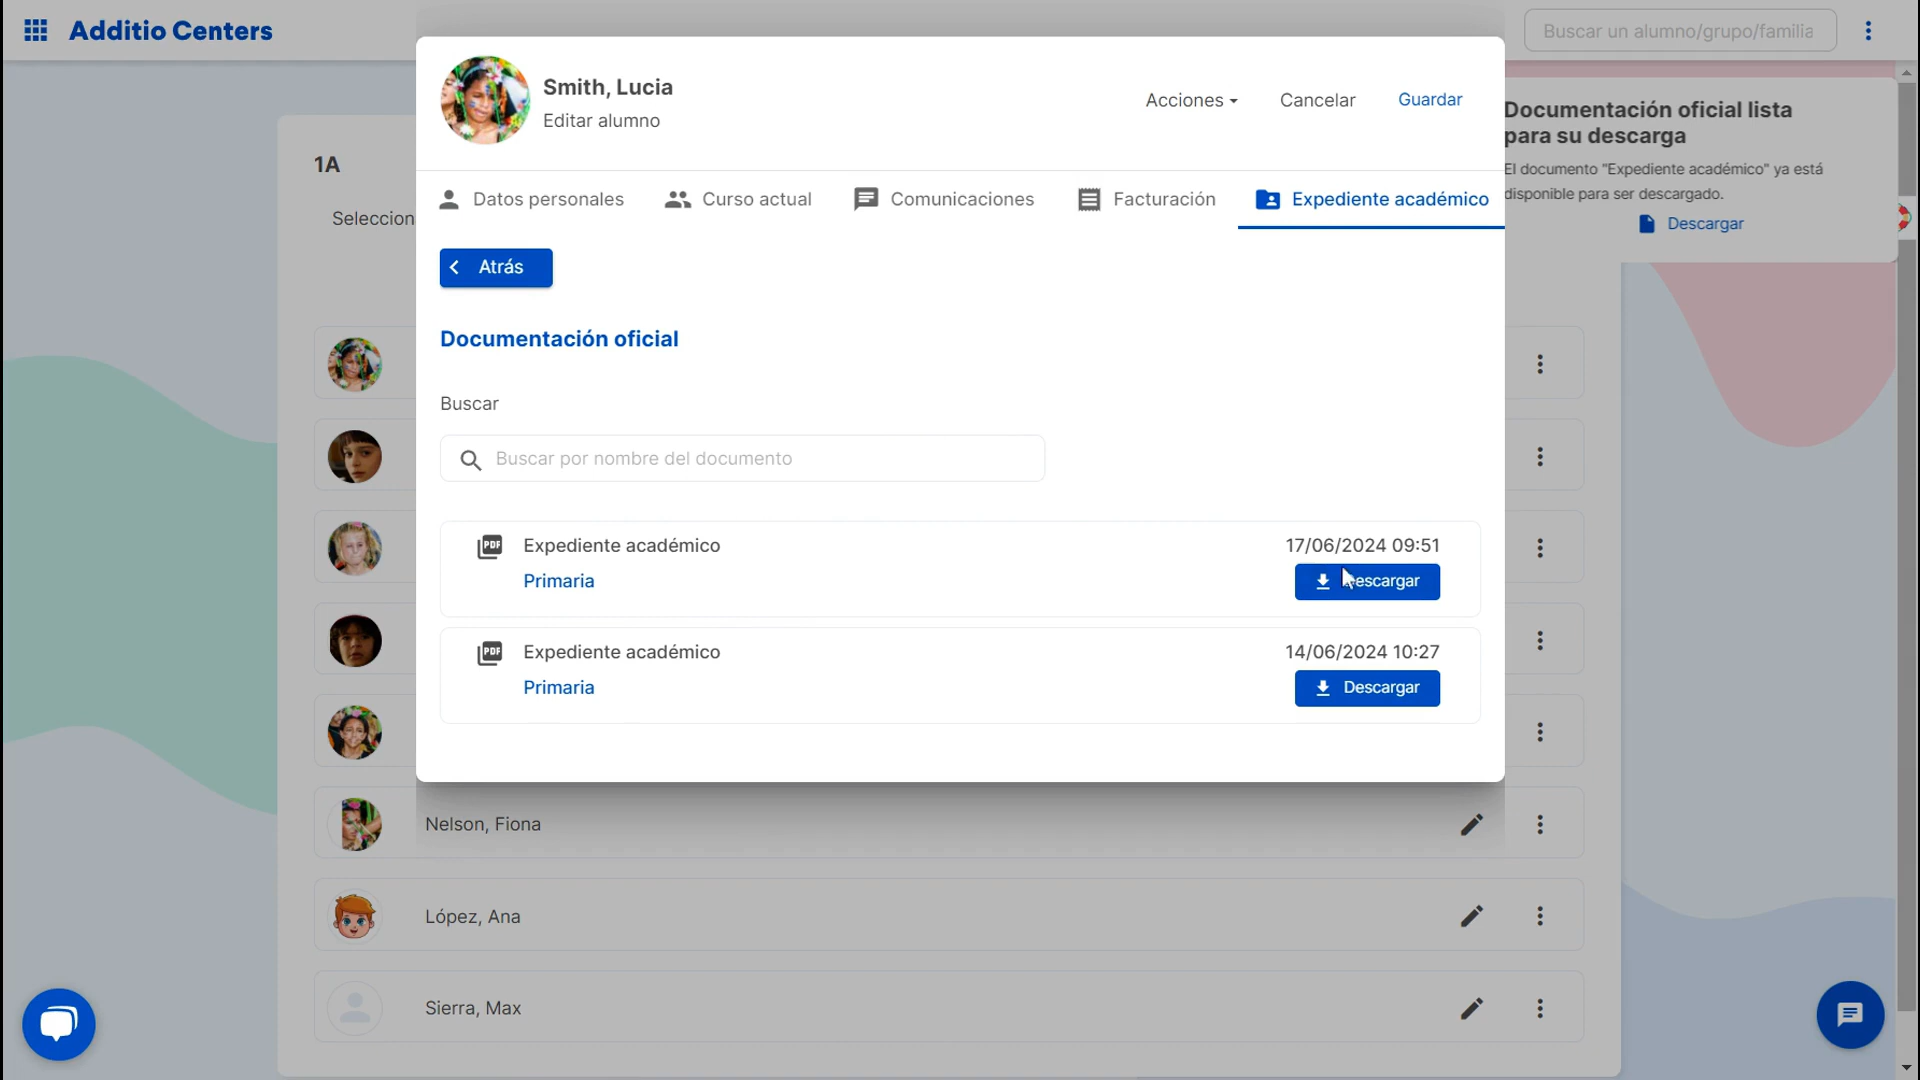 Additio Centers
Buscar un alumno/grupo/familia
Smith, Lucia
Editar alumno
Acciones
Cancelar
Guardar
Documentación oficial lista
para su descarga
El documento "Expediente académico" ya está
disponible para ser descargado.
Descargar
1A
Seleccion
Datos personales
Curso actual
Comunicaciones
Facturación
Expediente académico
Atrás
Documentación oficial
Buscar
Buscar por nombre del documento
PDF
Expediente académico
17/06/2024 09:51
Primaria
Descargar
PDF
Expediente académico
14/06/2024 10:27
Primaria
Descargar
Nelson, Fiona
López, Ana
Sierra, Max